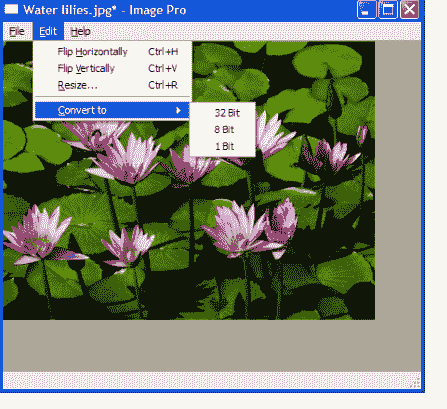 Water lilies.jpg* - Image Pro
File Edit Help
Flip Horizontally Ctrl+H
Flip Vertically Ctrl+V
Resize... Ctrl+R
Convert to
32 Bit
8 Bit
1 Bit